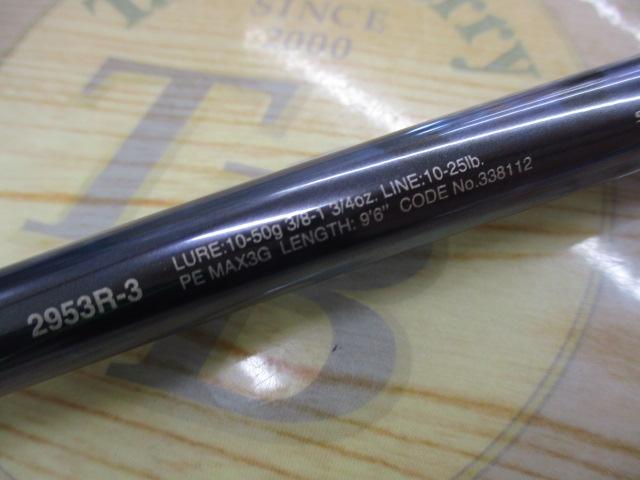 SINCE
2000
TB
2953R-3
LURE:10-50g 3/8-1 3/4oz. LINE:10-25lb.
PE MAX3G LENGTH: 9'6" CODE No.338112